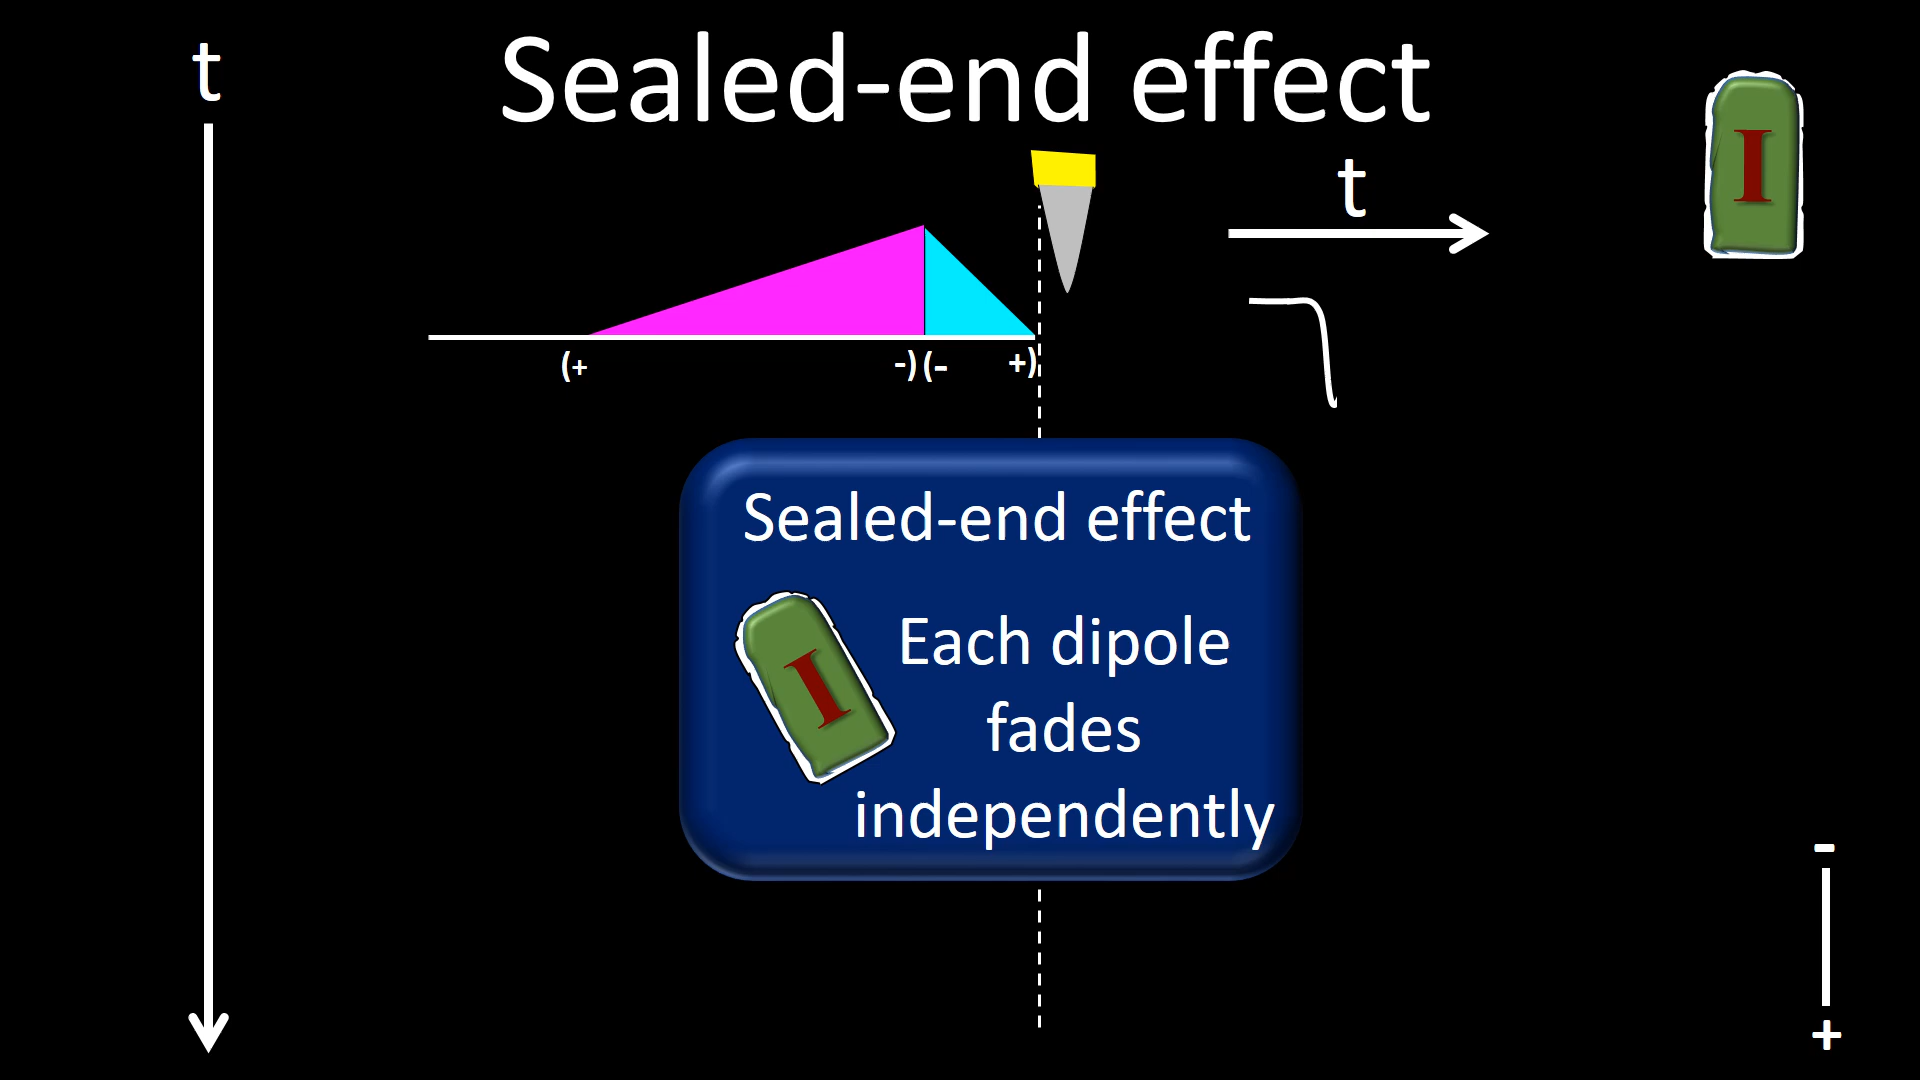 t
Sealed-end effect
I
t
(+ -) (- +)
Sealed-end effect
I
Each dipole
fades
independently
-
+